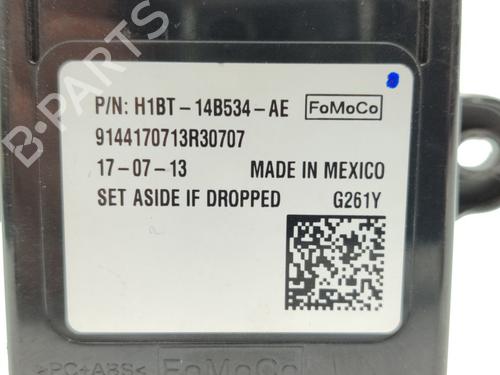 B-PARTS
P/N: H1BT-14B534-AE FoMoCo
9144170713R30707
17-07-13 MADE IN MEXICO
SET ASIDE IF DROPPED G261Y
>PC+ABS< FoMoCo